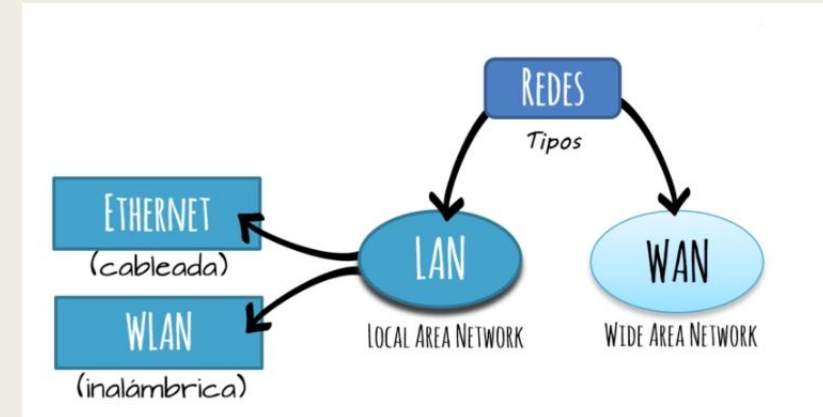 REDES
Tipos
ETHERNET
(cableada)
LAN
WAN
WLAN
(inalámbrica)
LOCAL AREA NETWORK
WIDE AREA NETWORK